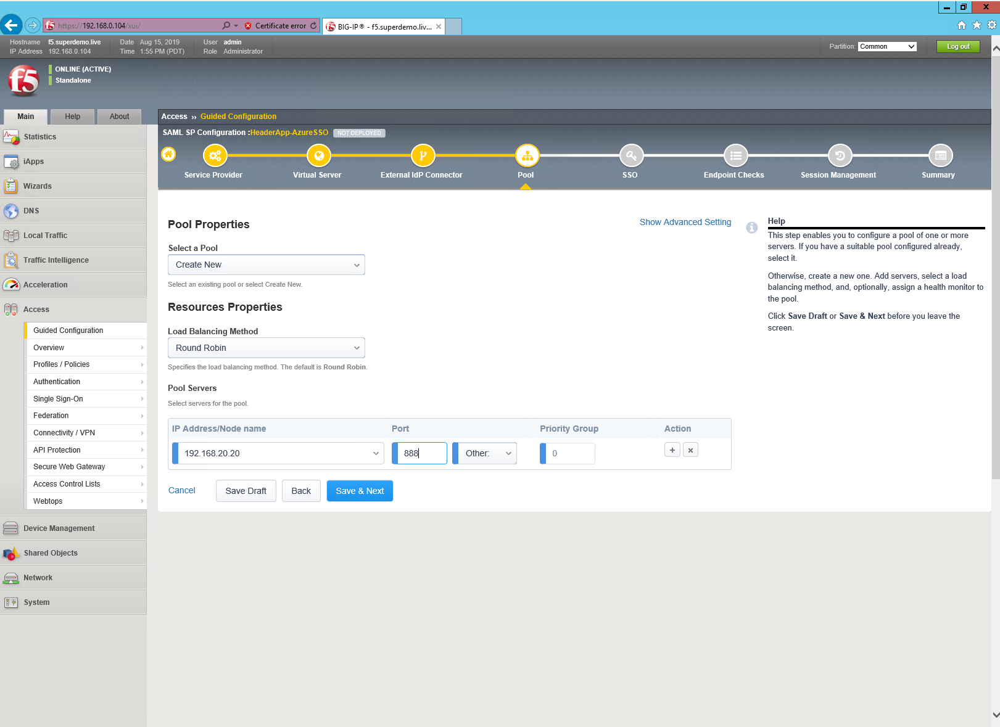 https://192.168.0.104/xui/
Certificate error
BIG-IP® - f5.superdemo.liv...
Hostname f5.superdemo.live
IP Address 192.168.0.104
Date Aug 15, 2019
Time 1:55 PM (PDT)
User admin
Role Administrator
Partition: Common
Log out
f5
ONLINE (ACTIVE)
Standalone
Main
Help
About
Statistics
iApps
Wizards
DNS
Local Traffic
Traffic Intelligence
Acceleration
Access
Guided Configuration
Overview
Profiles / Policies
Authentication
Single Sign-On
Federation
Connectivity / VPN
API Protection
Secure Web Gateway
Access Control Lists
Webtops
Device Management
Shared Objects
Network
System
Access ›› Guided Configuration
SAML SP Configuration :HeaderApp-AzureSSO NOT DEPLOYED
Service Provider
Virtual Server
External IdP Connector
Pool
SSO
Endpoint Checks
Session Management
Summary
Pool Properties
Show Advanced Setting
Select a Pool
Create New
Select an existing pool or select Create New.
Resources Properties
Load Balancing Method
Round Robin
Specifies the load balancing method. The default is Round Robin.
Pool Servers
Select servers for the pool.
IP Address/Node name Port Priority Group Action
192.168.20.20 888 Other: 0 + ×
Cancel
Save Draft
Back
Save & Next
Help
This step enables you to configure a pool of one or more
servers. If you have a suitable pool configured already,
select it.
Otherwise, create a new one. Add servers, select a load
balancing method, and, optionally, assign a health monitor to
the pool.
Click Save Draft or Save & Next before you leave the
screen.